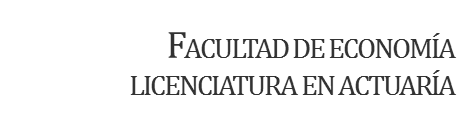 FACULTAD DE ECONOMÍA
LICENCIATURA EN ACTUARÍA